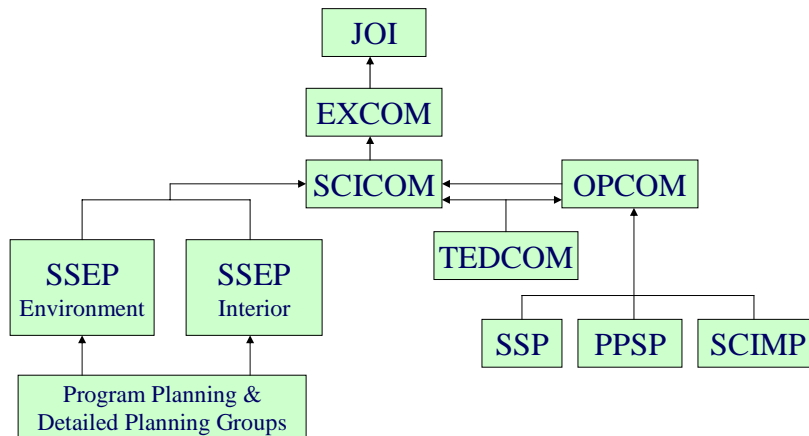 JOI
EXCOM
SCICOM
OPCOM
TEDCOM
SSEP
Environment
SSEP
Interior
SSP
PPSP
SCIMP
Program Planning &
Detailed Planning Groups